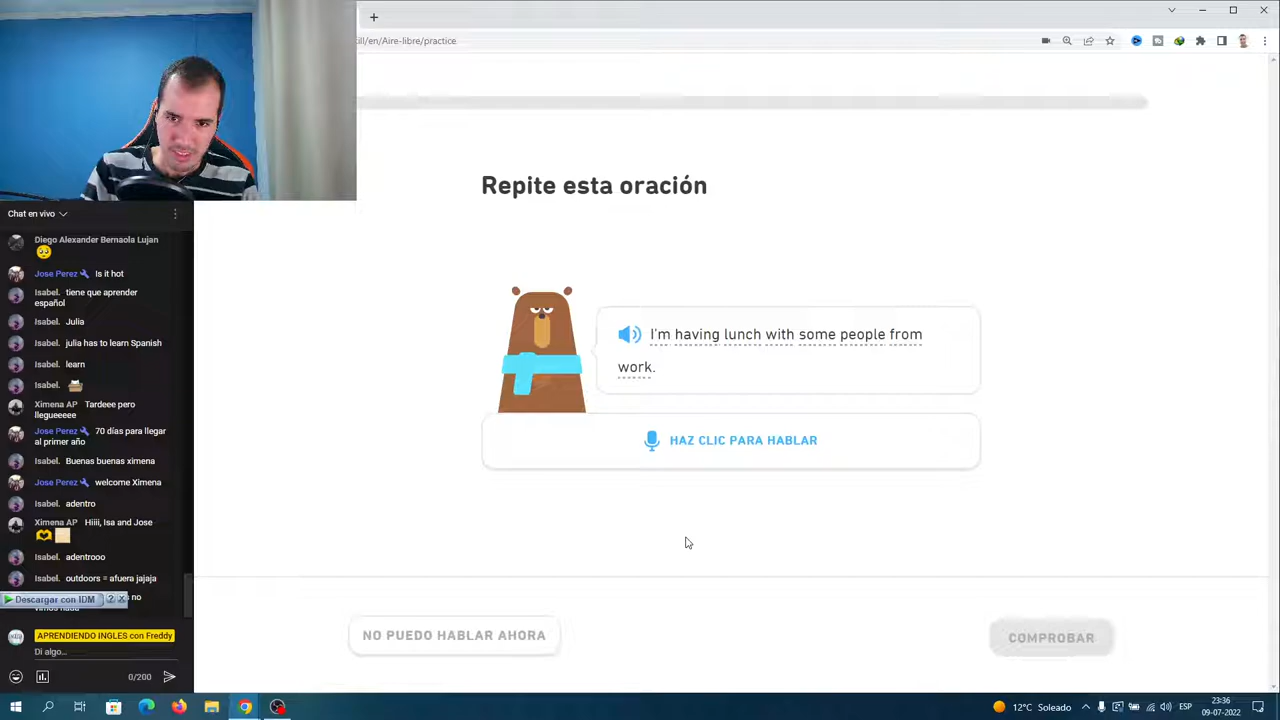 ill/en/Aire-libre/practice
Chat en vivo
Diego Alexander Bernaola Lujan
Jose Perez Is it hot
Isabel. tiene que aprender
español
Isabel. Julia
Isabel. julia has to learn Spanish
Isabel. learn
Isabel.
Ximena AP Tardeee pero
llegueeeee
Jose Perez 70 días para llegar
al primer año
Isabel. Buenas buenas ximena
Jose Perez welcome Ximena
Isabel. adentro
Ximena AP Hiiii, Isa and Jose
Isabel. adentrooo
Isabel. outdoors = afuera jajaja
Descargar con IDM ? X
no
vimos nada
APRENDIENDO INGLES con Freddy
Di algo...
0/200
Repite esta oración
I'm having lunch with some people from
work.
HAZ CLIC PARA HABLAR
NO PUEDO HABLAR AHORA
COMPROBAR
12°C Soleado
ESP
23:36
09-07-2022